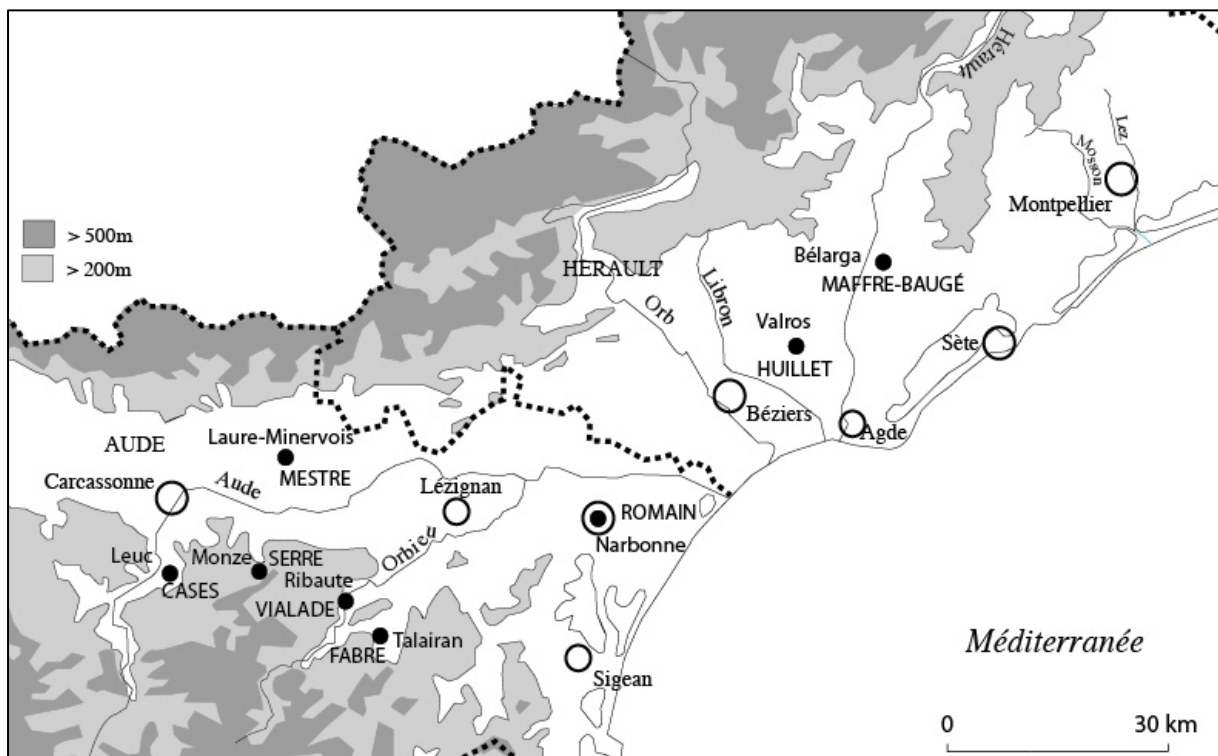 Hérault
Lez
Mosson
Montpellier
> 500m
> 200m
HERAULT
Bélarga
MAFFRE-BAUGÉ
Libron
Orb
Valros
HUILLET
Sète
Béziers
Agde
AUDE
Laure-Minervois
MESTRE
Carcassonne
Aude
Lézignan
ROMAIN
Narbonne
Orbieu
Leuc
Monze
SERRE
CASES
Ribaute
VIALADE
FABRE
Talairan
Sigean
Méditerranée
0 30 km